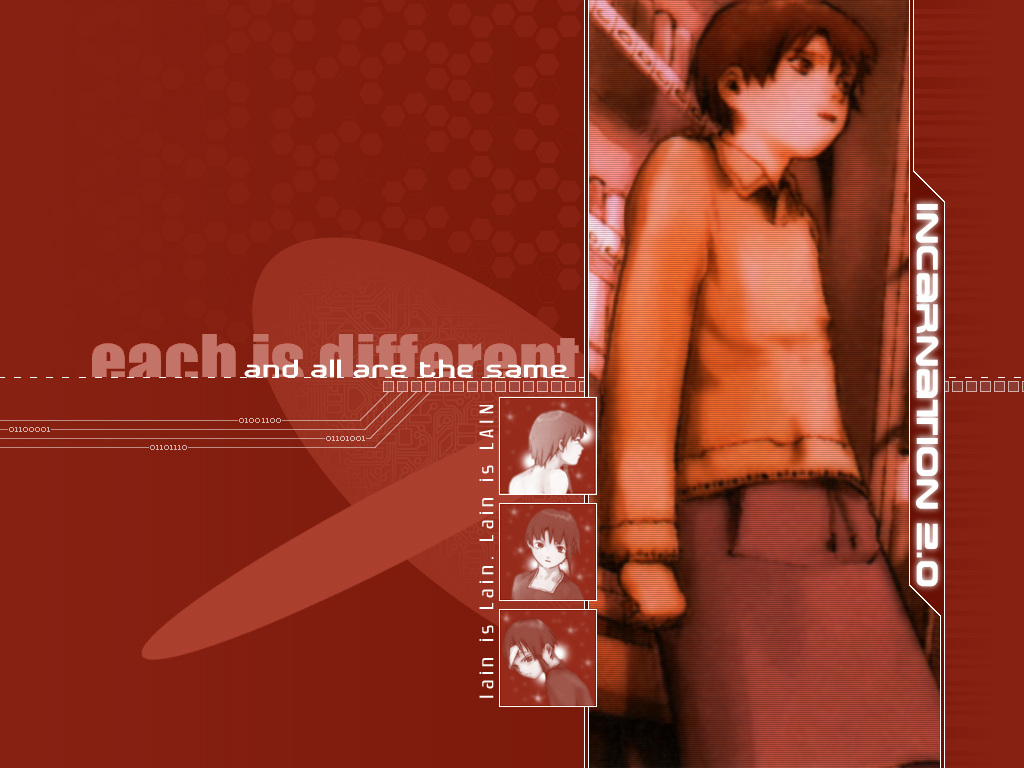 each is different
and all are the same
01001100
01100001
01101001
01101110
lain is Lain. Lain is LAIN
INCARNATION 2.0